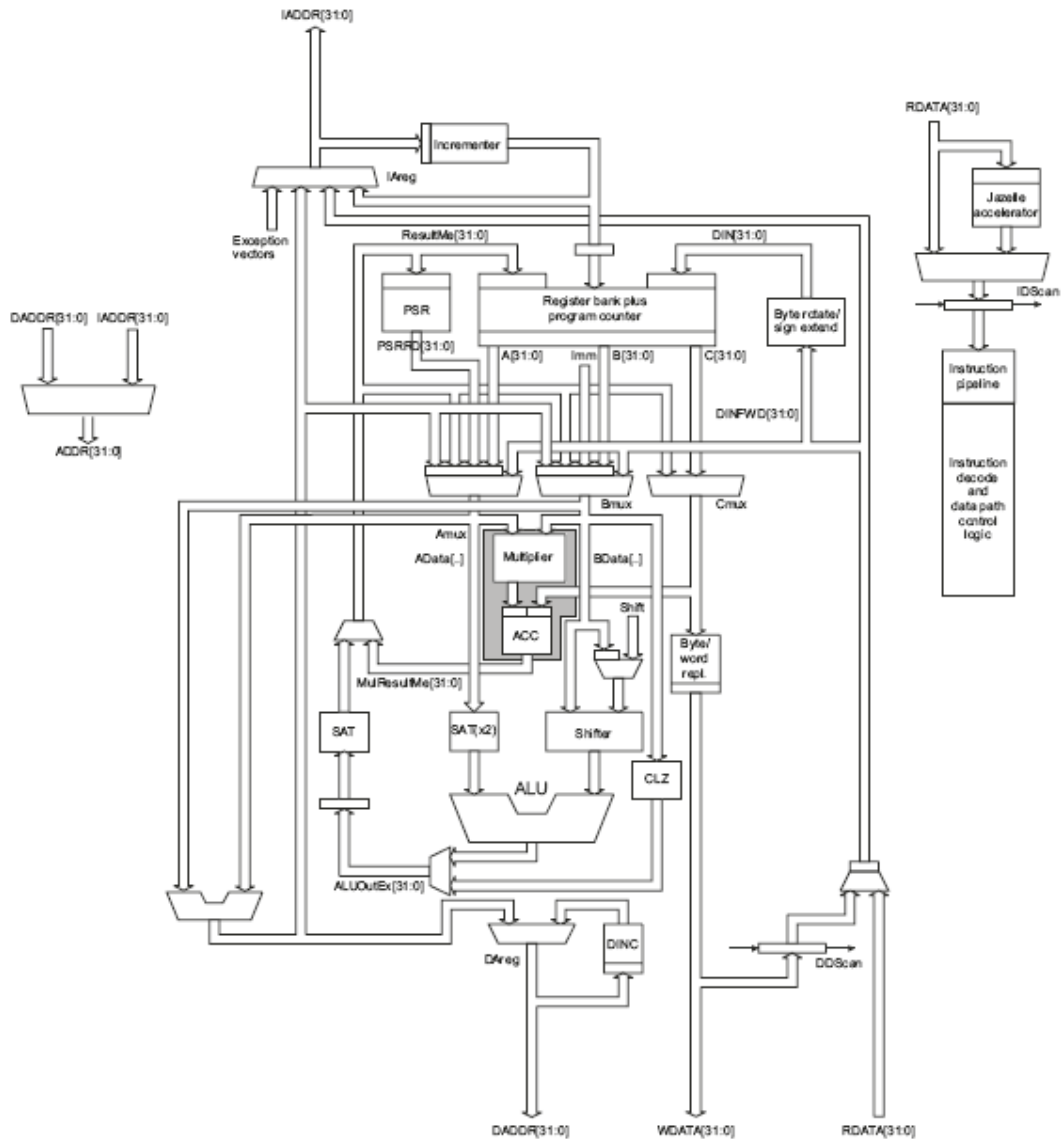 IADDR[31:0]
RDATA[31:0]
Incrementer
IAreg
Jazelle
accelerator
Exception
vectors
ResultMe[31:0]
DIN[31:0]
IDScan
PSR
Register bank plus
program counter
Byte rotate/
sign extend
DADDR[31:0]
IADDR[31:0]
PSRRD[31:0]
A[31:0]
Imm
B[31:0]
C[31:0]
Instruction
pipeline
DINFWD[31:0]
ADDR[31:0]
Instruction
decode
and
data path
control
logic
Bmux
Cmux
Amux
AData[..]
Multiplier
BData[..]
Shift
ACC
Byte/
word
repl.
MulResultMe[31:0]
SAT
SAT(x2)
Shifter
CLZ
ALU
ALUOutEx[31:0]
DINC
DAreg
DDScan
DADDR[31:0]
WDATA[31:0]
RDATA[31:0]